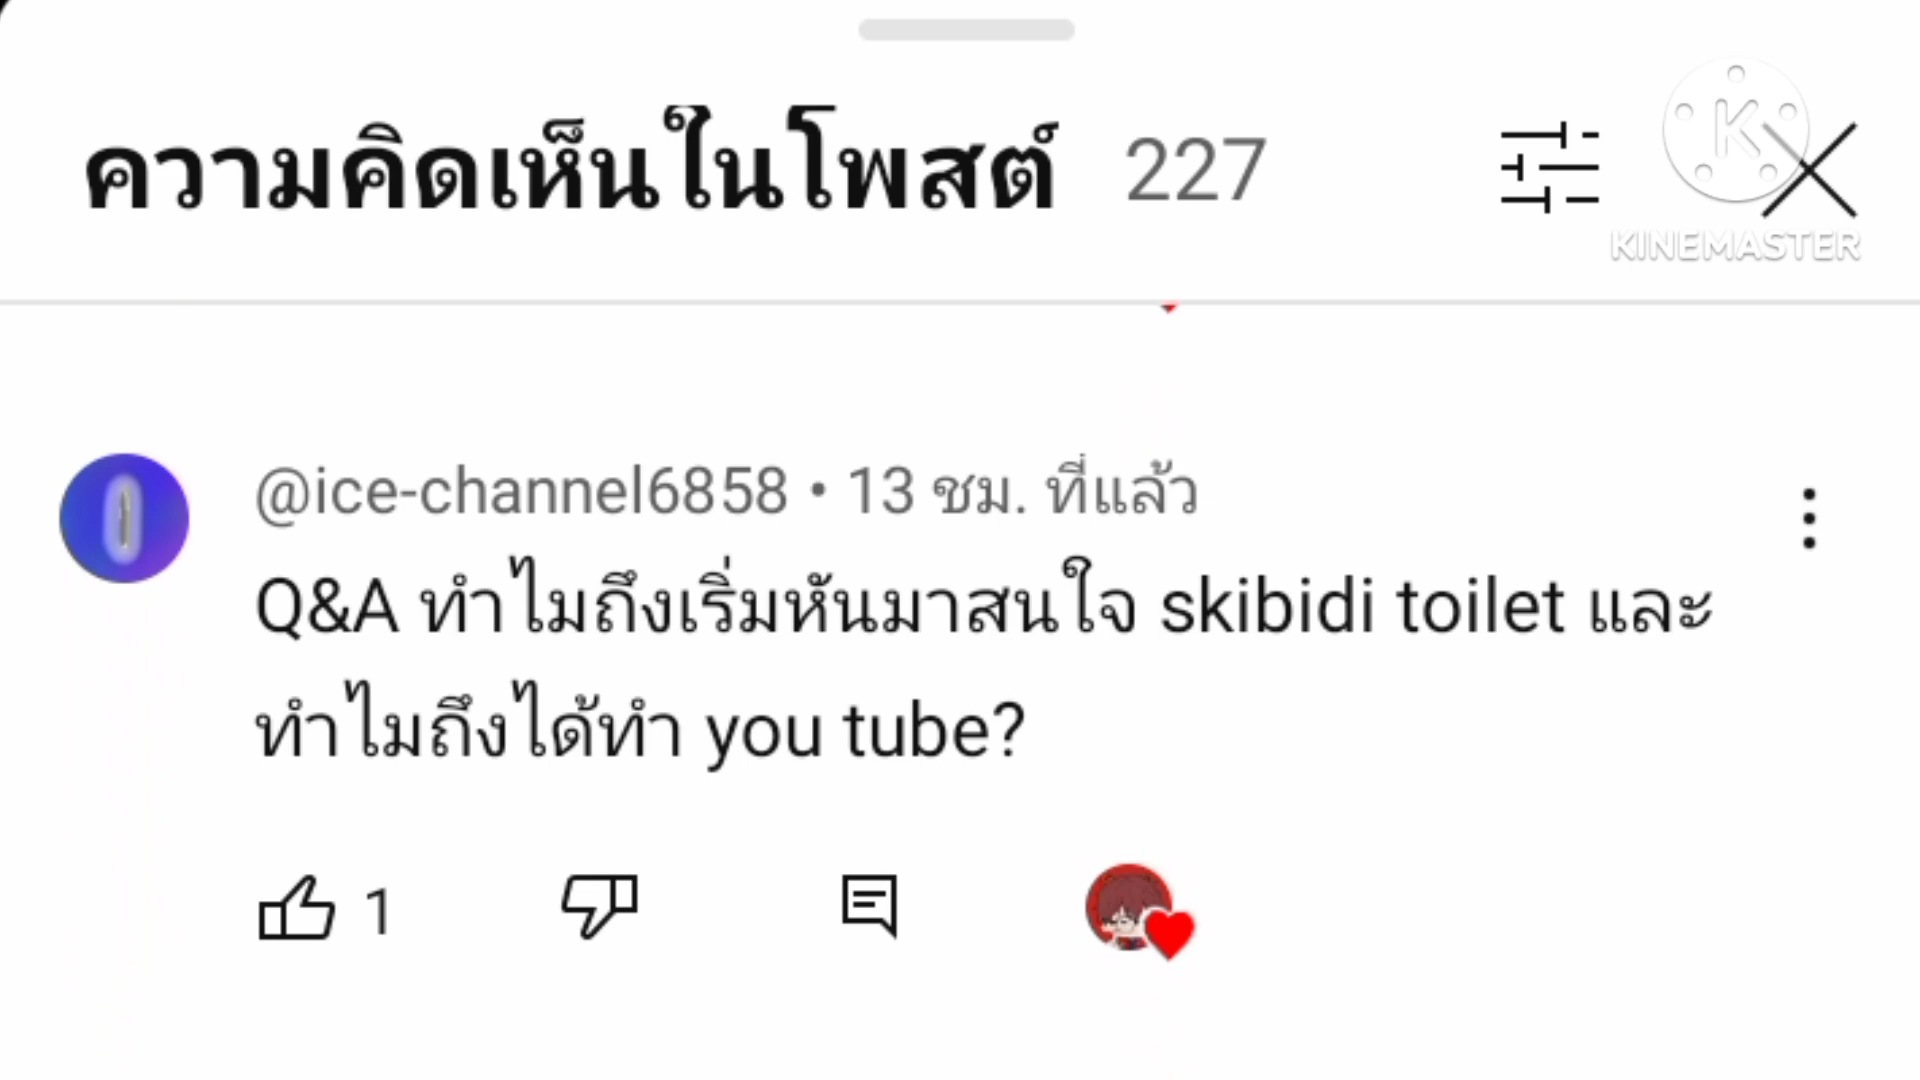 ความคิดเห็นในโพสต์ 227
KINEMASTER
@ice-channel6858 • 13 ชม. ที่แล้ว
Q&A ทำไมถึงเริ่มหันมาสนใจ skibidi toilet และ
ทำไมถึงได้ทำ you tube?
1